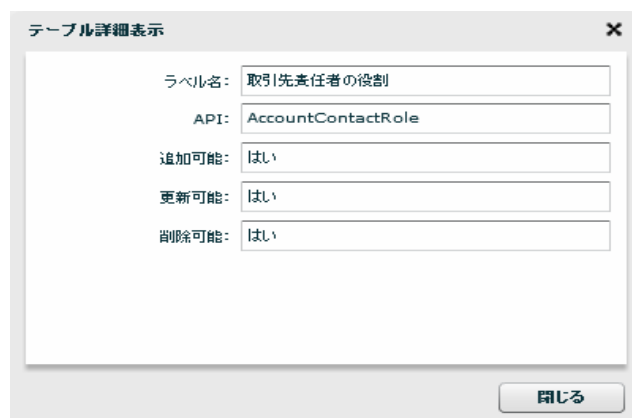 テーブル詳細表示
ラベル名: 取引先責任者の役割
API: AccountContactRole
追加可能: はい
更新可能: はい
削除可能: はい
閉じる